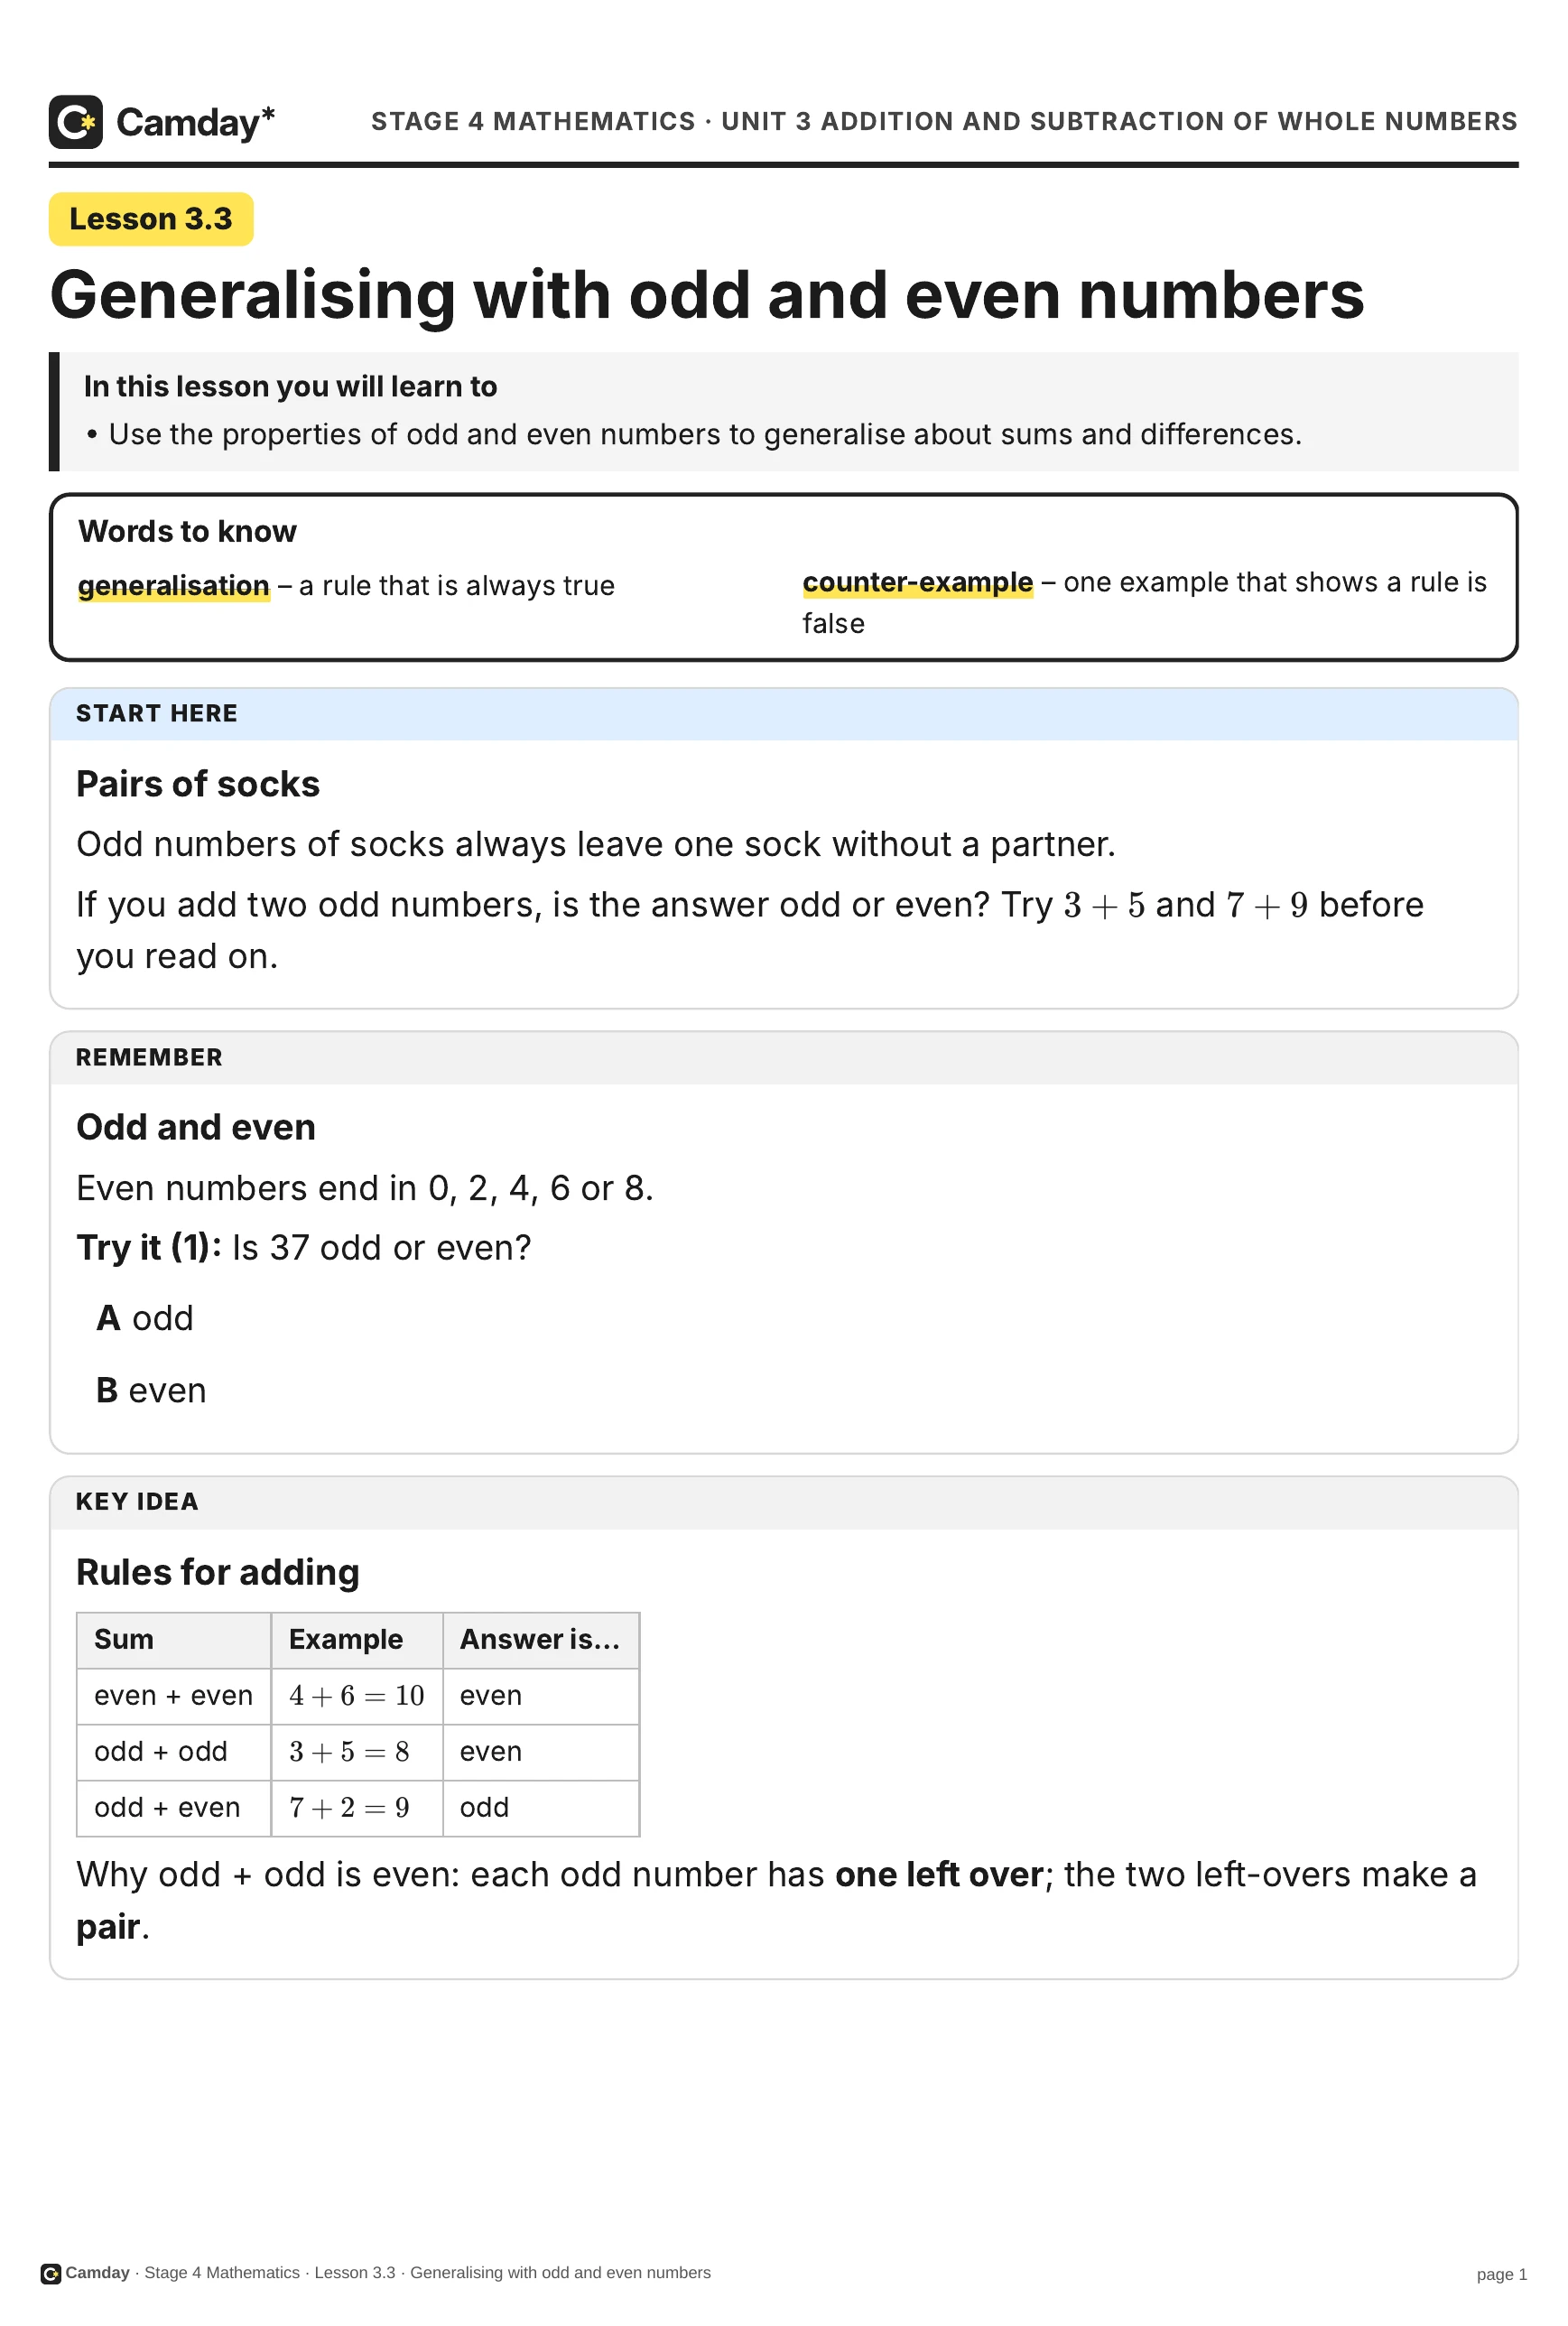 Camday*
STAGE 4 MATHEMATICS · UNIT 3 ADDITION AND SUBTRACTION OF WHOLE NUMBERS
Lesson 3.3
Generalising with odd and even numbers
In this lesson you will learn to
• Use the properties of odd and even numbers to generalise about sums and differences.
Words to know
generalisation – a rule that is always true
counter-example – one example that shows a rule is
false
START HERE
Pairs of socks
Odd numbers of socks always leave one sock without a partner.
If you add two odd numbers, is the answer odd or even? Try 3 + 5 and 7 + 9 before
you read on.
REMEMBER
Odd and even
Even numbers end in 0, 2, 4, 6 or 8.
Try it (1): Is 37 odd or even?
A odd
B even
KEY IDEA
Rules for adding
Sum Example Answer is...
even + even 4 + 6 = 10 even
odd + odd 3 + 5 = 8 even
odd + even 7 + 2 = 9 odd
Why odd + odd is even: each odd number has one left over; the two left-overs make a
pair.
Camday · Stage 4 Mathematics · Lesson 3.3 · Generalising with odd and even numbers
page 1